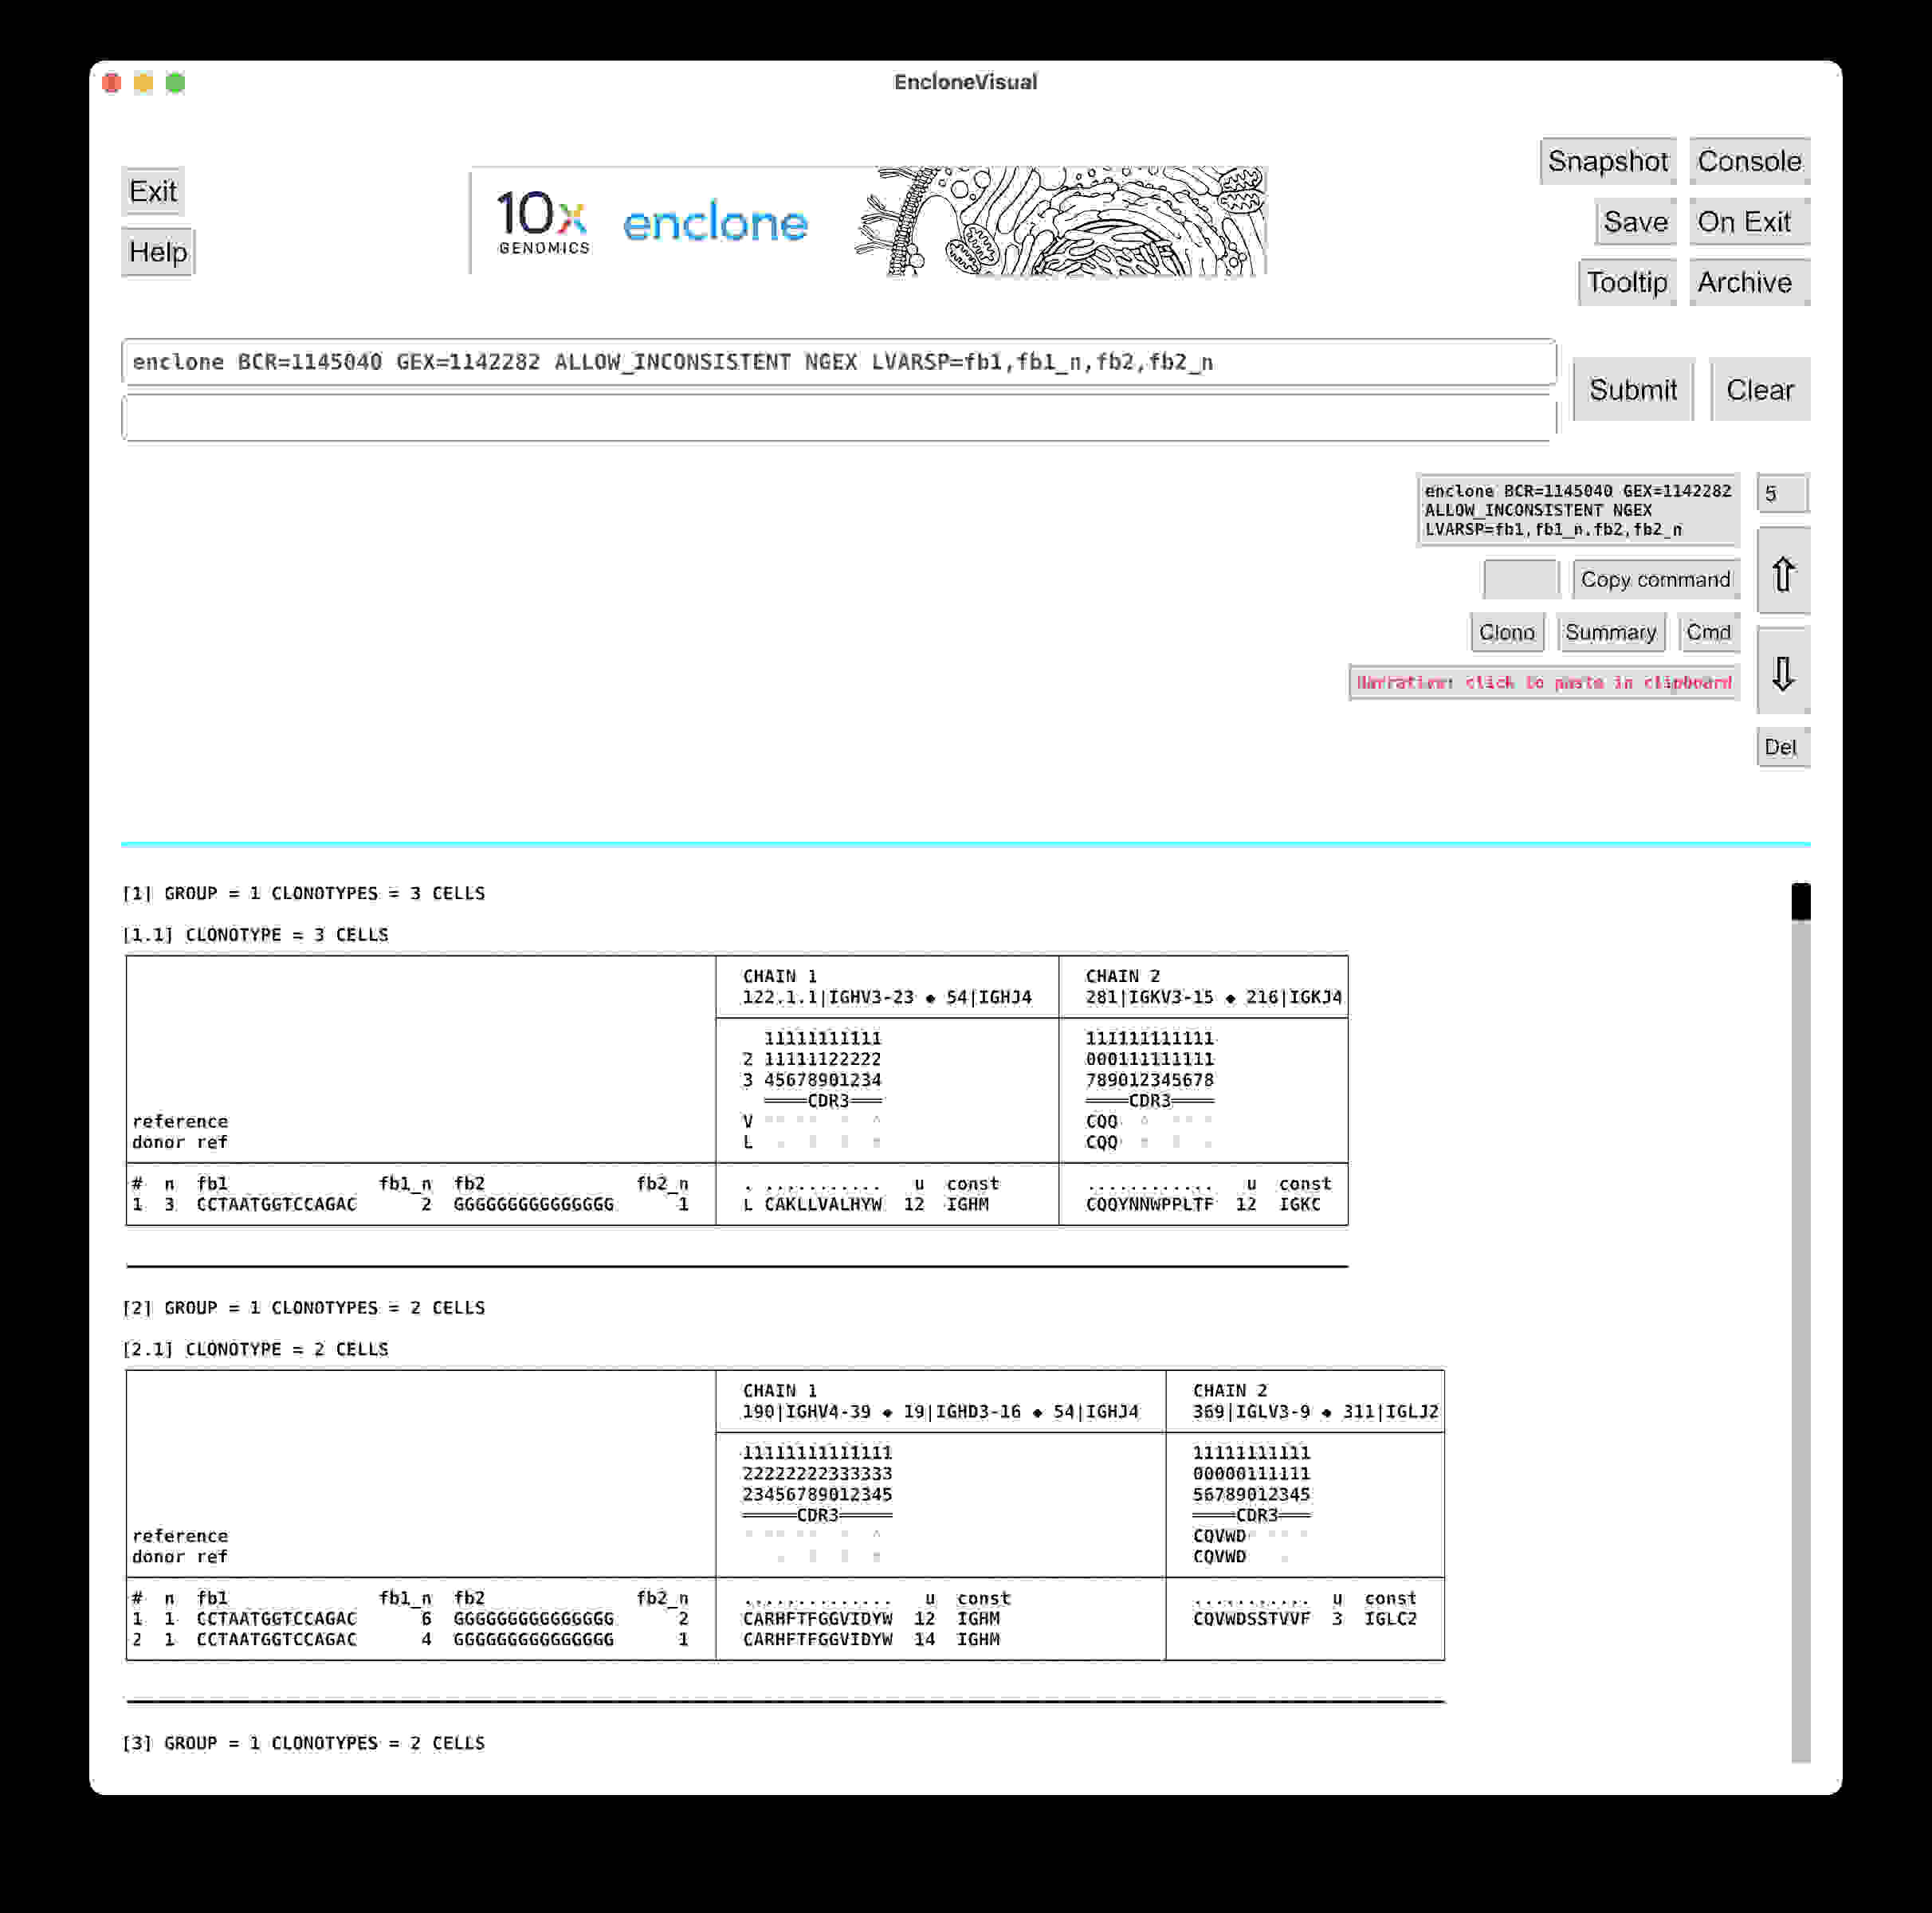 EncloneVisual
Exit
Help
10x
GENOMICS
enclone
Snapshot Console
Save On Exit
Tooltip Archive
enclone BCR=1145040 GEX=1142282 ALLOW_INCONSISTENT NGEX LVARSP=fb1,fb1_n,fb2,fb2_n
Submit Clear
enclone BCR=1145040 GEX=1142282
ALLOW_INCONSISTENT NGEX
LVARSP=fb1,fb1_n,fb2,fb2_n
5
⇧
Copy command
Clono Summary Cmd
⇩
Narration: click to paste in clipboard
Del
[1] GROUP = 1 CLONOTYPES = 3 CELLS
[1.1] CLONOTYPE = 3 CELLS
CHAIN 1 CHAIN 2
122.1.1|IGHV3-23 ◆ 54|IGHJ4 281|IGKV3-15 ◆ 216|IGKJ4
11111111111 111111111111
2 11111122222 000111111111
3 45678901234 789012345678
════CDR3═══ ════CDR3════
reference V CQQ
donor ref L CQQ
# n fb1 fb1_n fb2 fb2_n . ........... u const ............ u const
1 3 CCTAATGGTCCAGAC 2 GGGGGGGGGGGGGGG 1 L CAKLLVALHYW 12 IGHM CQQYNNWPPLTF 12 IGKC
[2] GROUP = 1 CLONOTYPES = 2 CELLS
[2.1] CLONOTYPE = 2 CELLS
CHAIN 1 CHAIN 2
190|IGHV4-39 ◆ 19|IGHD3-16 ◆ 54|IGHJ4 369|IGLV3-9 ◆ 311|IGLJ2
11111111111111 11111111111
22222222333333 00000111111
23456789012345 56789012345
═════CDR3═════ ════CDR3═══
reference CQVWD
donor ref CQVWD
# n fb1 fb1_n fb2 fb2_n .............. u const ........... u const
1 1 CCTAATGGTCCAGAC 6 GGGGGGGGGGGGGGG 2 CARHFTFGGVIDYW 12 IGHM CQVWDSSTVVF 3 IGLC2
2 1 CCTAATGGTCCAGAC 4 GGGGGGGGGGGGGGG 1 CARHFTFGGVIDYW 14 IGHM
[3] GROUP = 1 CLONOTYPES = 2 CELLS